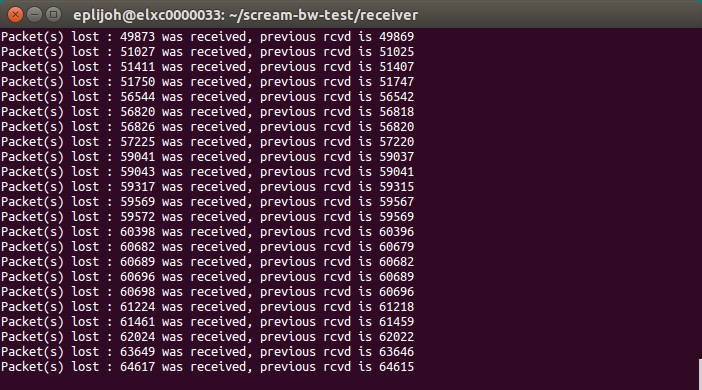 eplijoh@elxc0000033: ~/scream-bw-test/receiver
Packet(s) lost : 49873 was received, previous rcvd is 49869
Packet(s) lost : 51027 was received, previous rcvd is 51025
Packet(s) lost : 51411 was received, previous rcvd is 51407
Packet(s) lost : 51750 was received, previous rcvd is 51747
Packet(s) lost : 56544 was received, previous rcvd is 56542
Packet(s) lost : 56820 was received, previous rcvd is 56818
Packet(s) lost : 56826 was received, previous rcvd is 56820
Packet(s) lost : 57225 was received, previous rcvd is 57220
Packet(s) lost : 59041 was received, previous rcvd is 59037
Packet(s) lost : 59043 was received, previous rcvd is 59041
Packet(s) lost : 59317 was received, previous rcvd is 59315
Packet(s) lost : 59569 was received, previous rcvd is 59567
Packet(s) lost : 59572 was received, previous rcvd is 59569
Packet(s) lost : 60398 was received, previous rcvd is 60396
Packet(s) lost : 60682 was received, previous rcvd is 60679
Packet(s) lost : 60689 was received, previous rcvd is 60682
Packet(s) lost : 60696 was received, previous rcvd is 60689
Packet(s) lost : 60698 was received, previous rcvd is 60696
Packet(s) lost : 61224 was received, previous rcvd is 61218
Packet(s) lost : 61461 was received, previous rcvd is 61459
Packet(s) lost : 62024 was received, previous rcvd is 62022
Packet(s) lost : 63649 was received, previous rcvd is 63646
Packet(s) lost : 64617 was received, previous rcvd is 64615